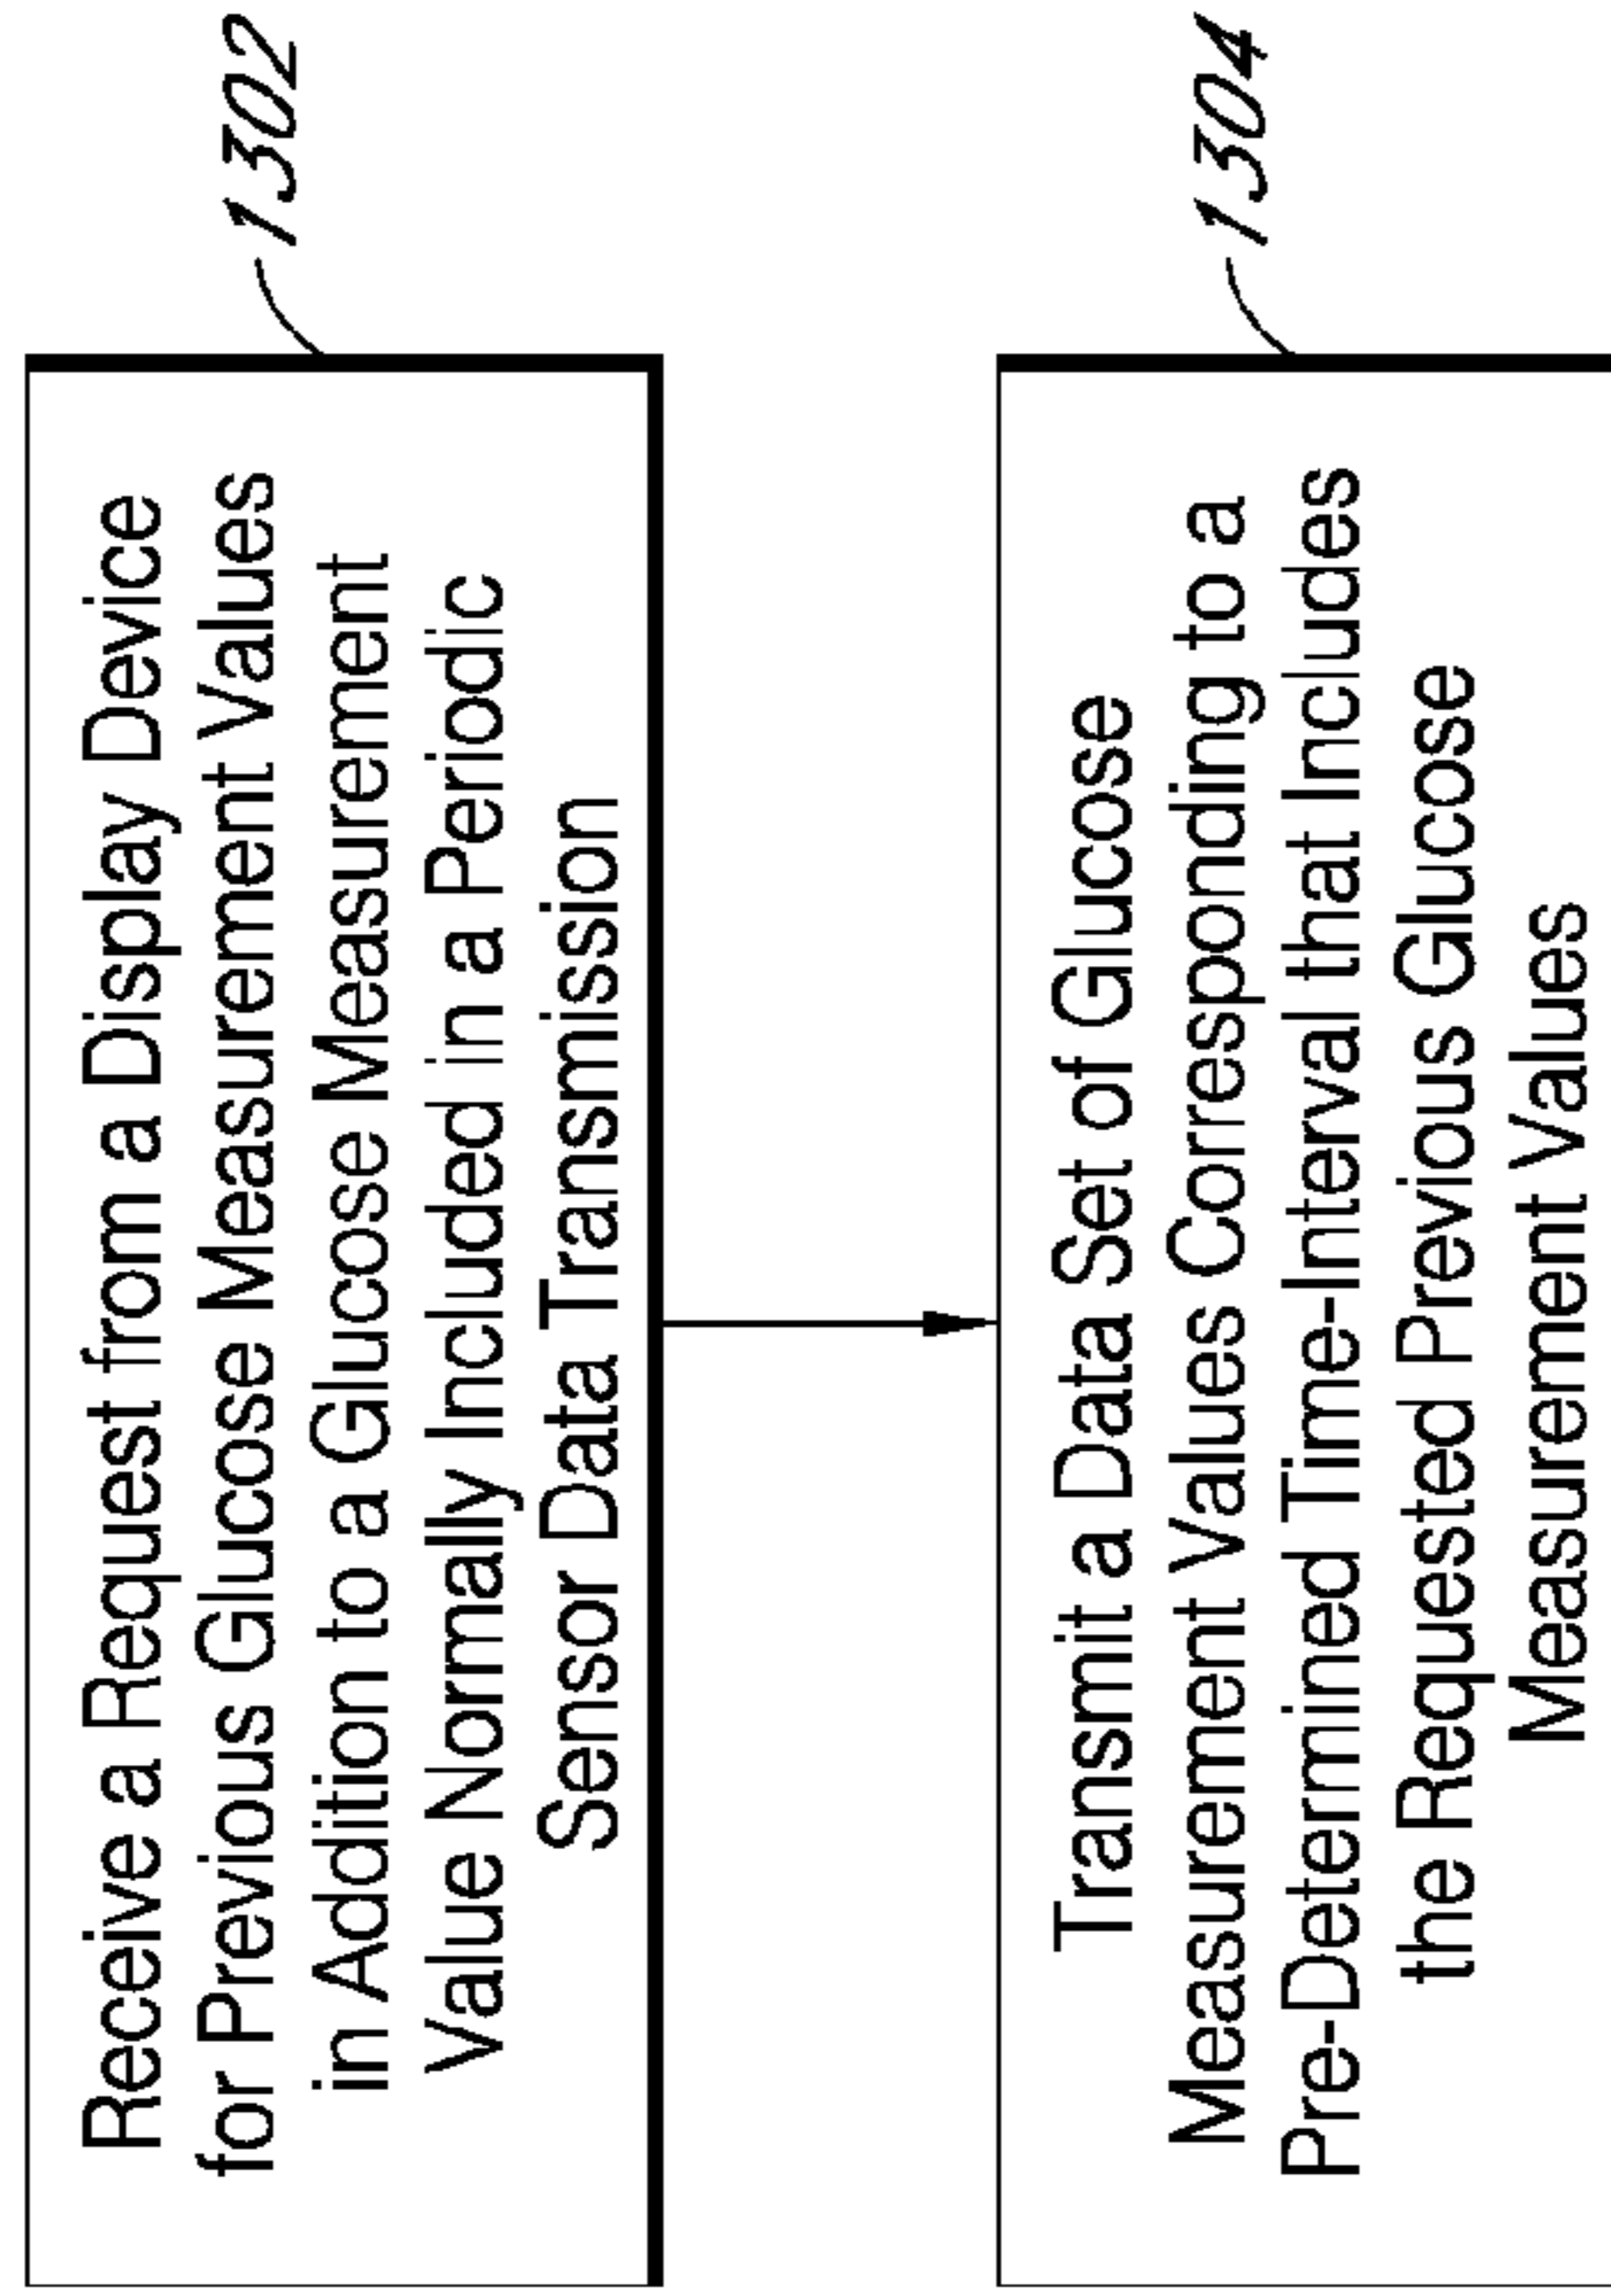 Receive a Request from a Display Device
for Previous Glucose Measurement Values
in Addition to a Glucose Measurement
Value Normally Included in a Periodic
Sensor Data Transmission
1302
Transmit a Data Set of Glucose
Measurement Values Corresponding to a
Pre-Determined Time-Interval that Includes
the Requested Previous Glucose
Measurement Values
1304